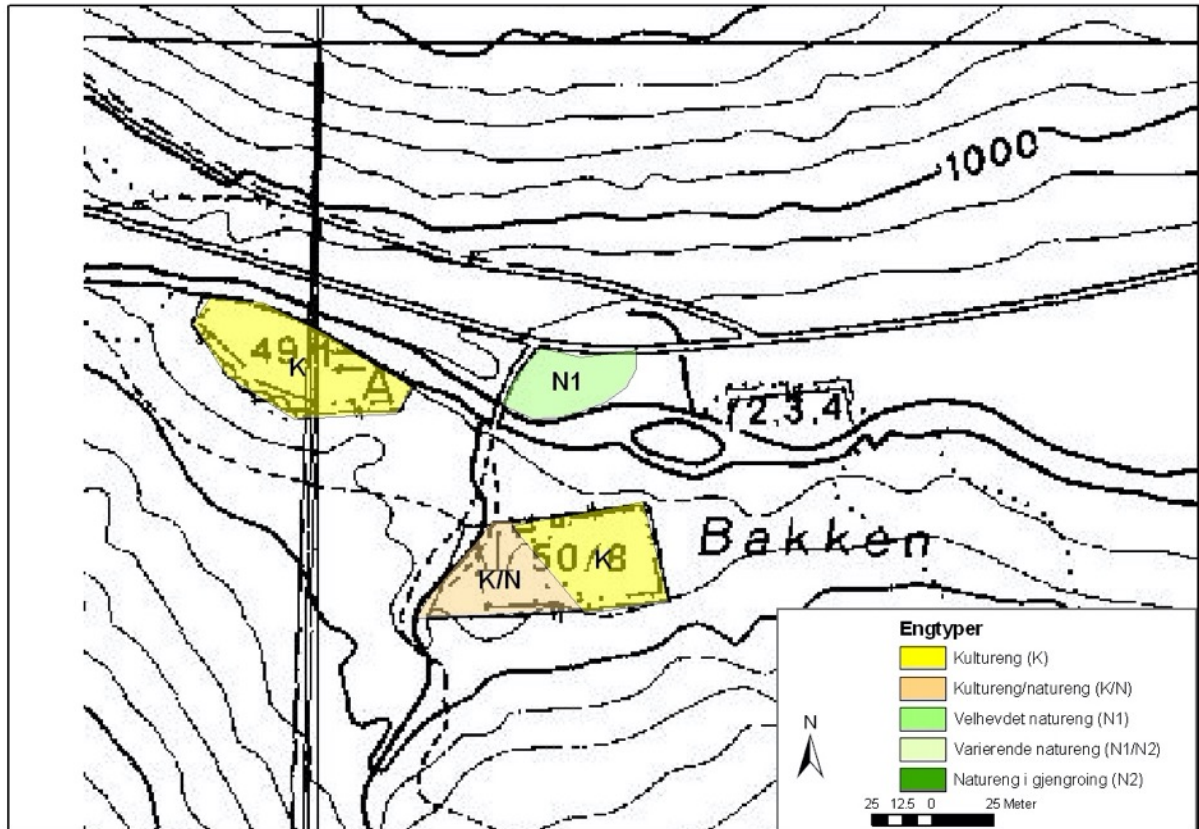 1000
K
A
N1
2,3,4
Bakken
50/8
K
K/N
Engtyper
Kultureng (K)
Kultureng/natureng (K/N)
Velhevdet natureng (N1)
Varierende natureng (N1/N2)
Natureng i gjengroing (N2)
N
25 12.5 0 25 Meter